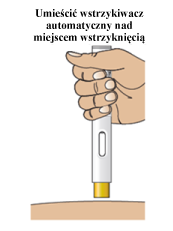 Umieścić wstrzykiwacz
automatyczny nad
miejscem wstrzyknięcią